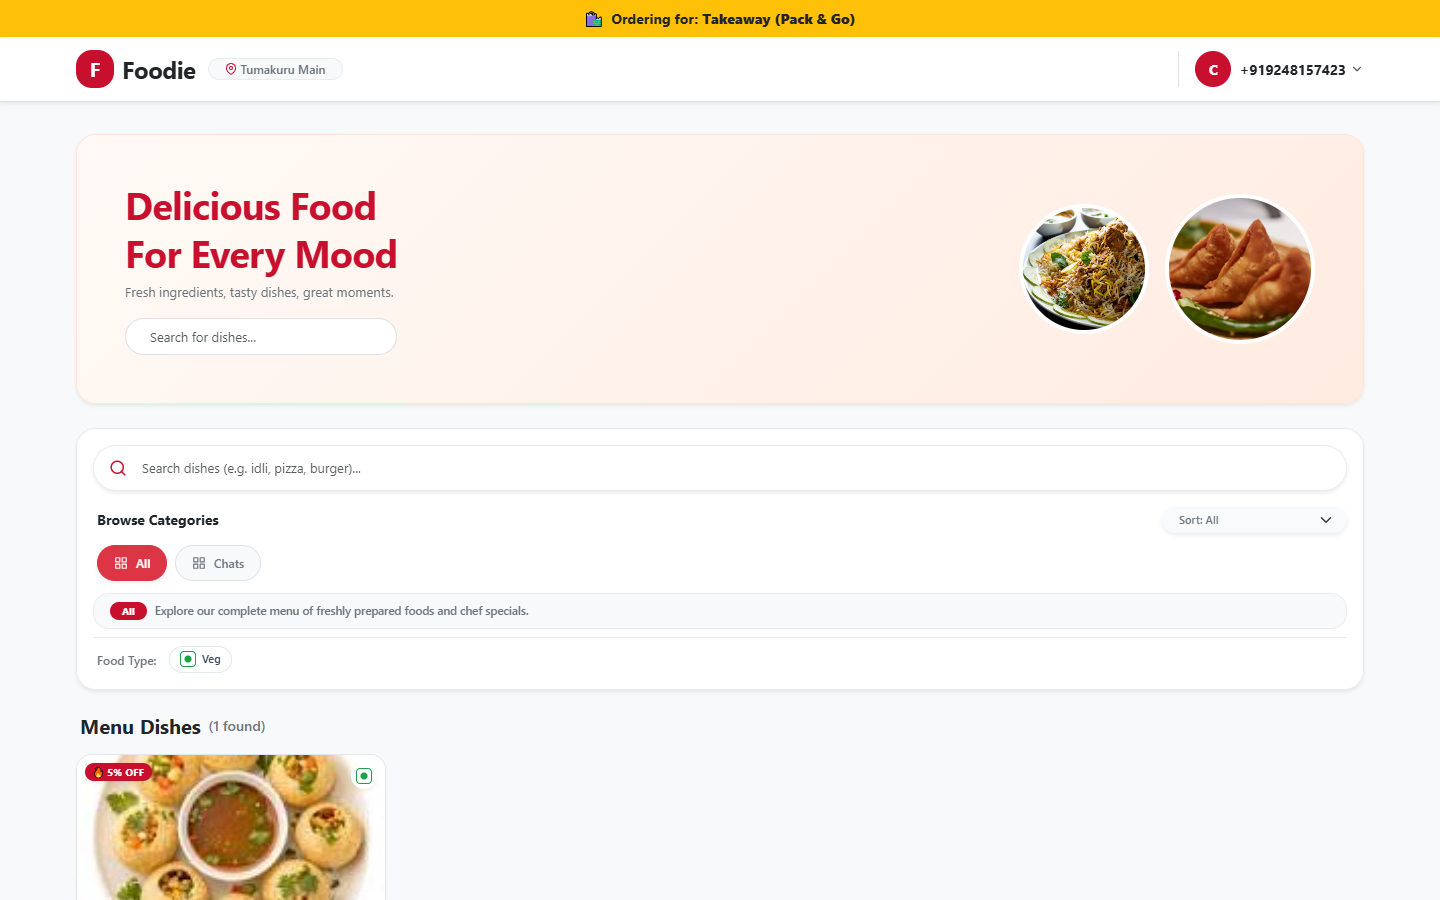 Ordering for: Takeaway (Pack & Go)
F Foodie Tumakuru Main
C +919248157423
Delicious Food
For Every Mood
Fresh ingredients, tasty dishes, great moments.
Search for dishes...
Search dishes (e.g. idli, pizza, burger)...
Browse Categories
Sort: All
All Chats
All Explore our complete menu of freshly prepared foods and chef specials.
Food Type: Veg
Menu Dishes (1 found)
5% OFF